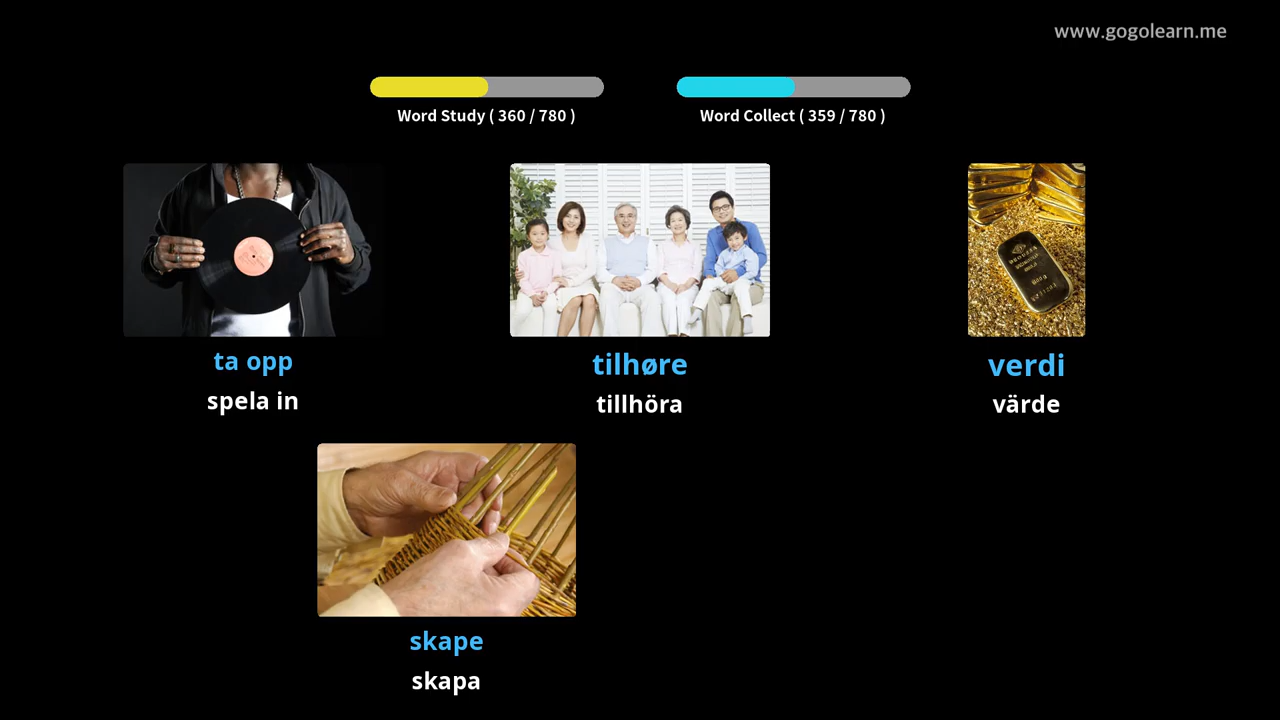 www.gogolearn.me
Word Study ( 360 / 780 )
Word Collect ( 359 / 780 )
ta opp
spela in
tilhøre
tillhöra
verdi
värde
skape
skapa